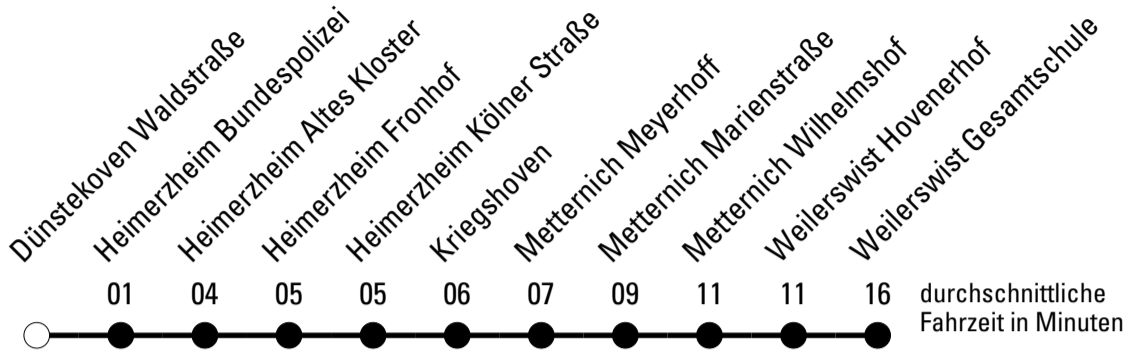 Dünstekoven Waldstraße
Heimerzheim Bundespolizei
Heimerzheim Altes Kloster
Heimerzheim Fronhof
Heimerzheim Kölner Straße
Kriegshoven
Metternich Meyerhoff
Metternich Marienstraße
Metternich Wilhelmshof
Weilerswist Hovenerhof
Weilerswist Gesamtschule
01 04 05 05 06 07 09 11 11 16 durchschnittliche
Fahrzeit in Minuten